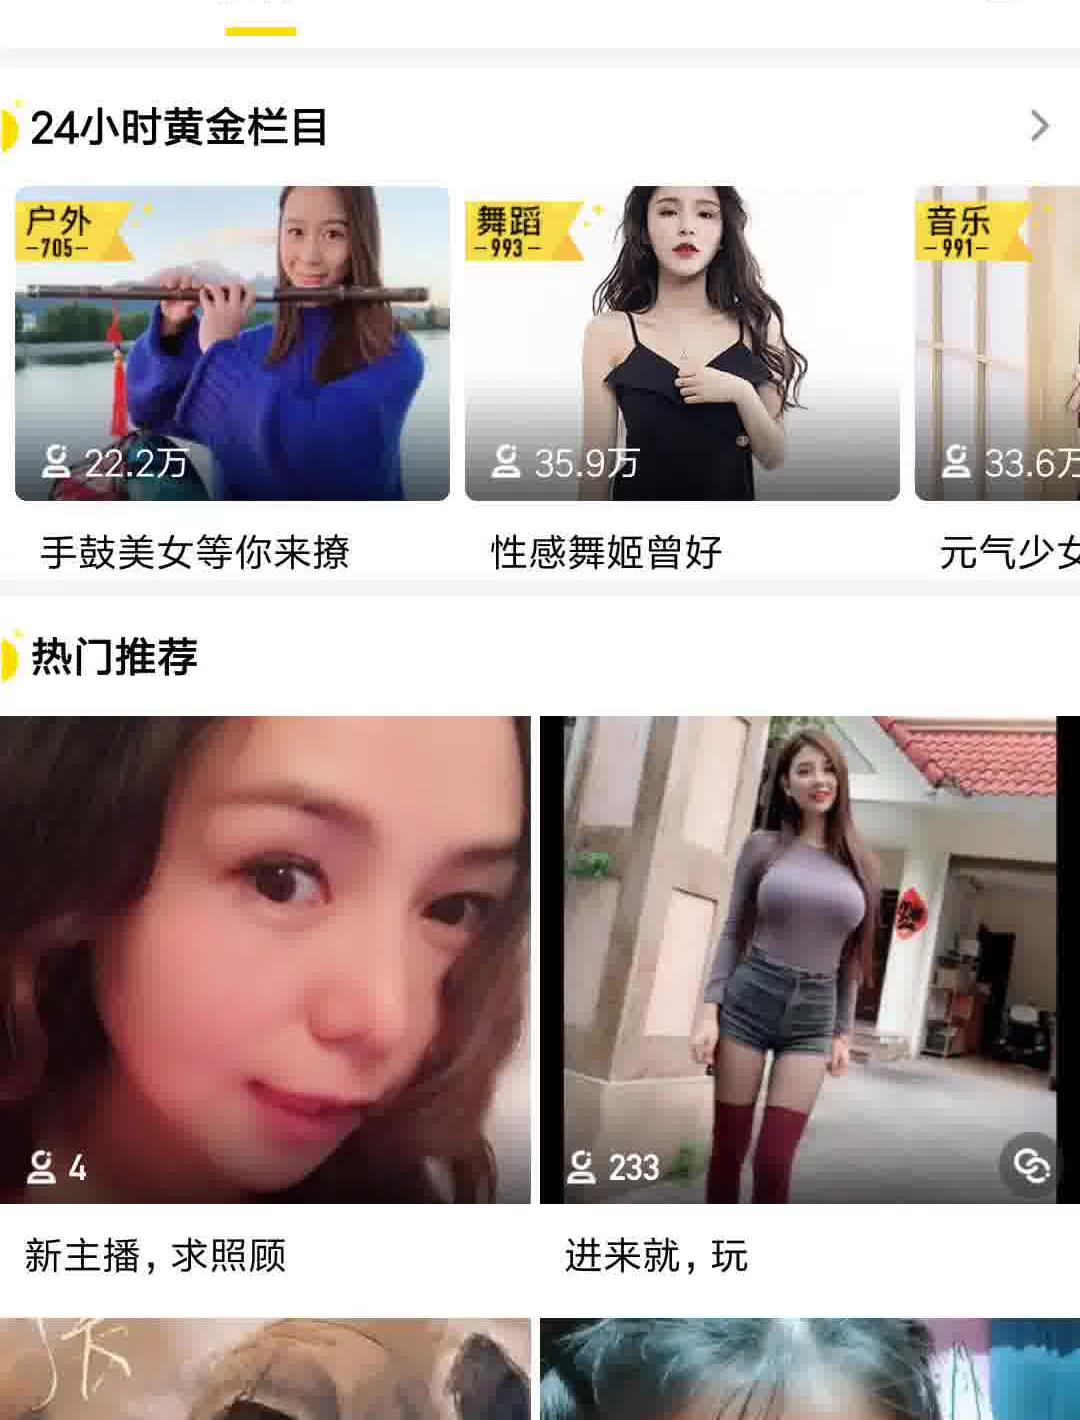 24小时黄金栏目
户外
705
舞蹈
993
音乐
991
22.2万
35.9万
33.6万
手鼓美女等你来撩
性感舞姬曾好
元气少女
热门推荐
4
233
新主播，求照顾
进来就，玩